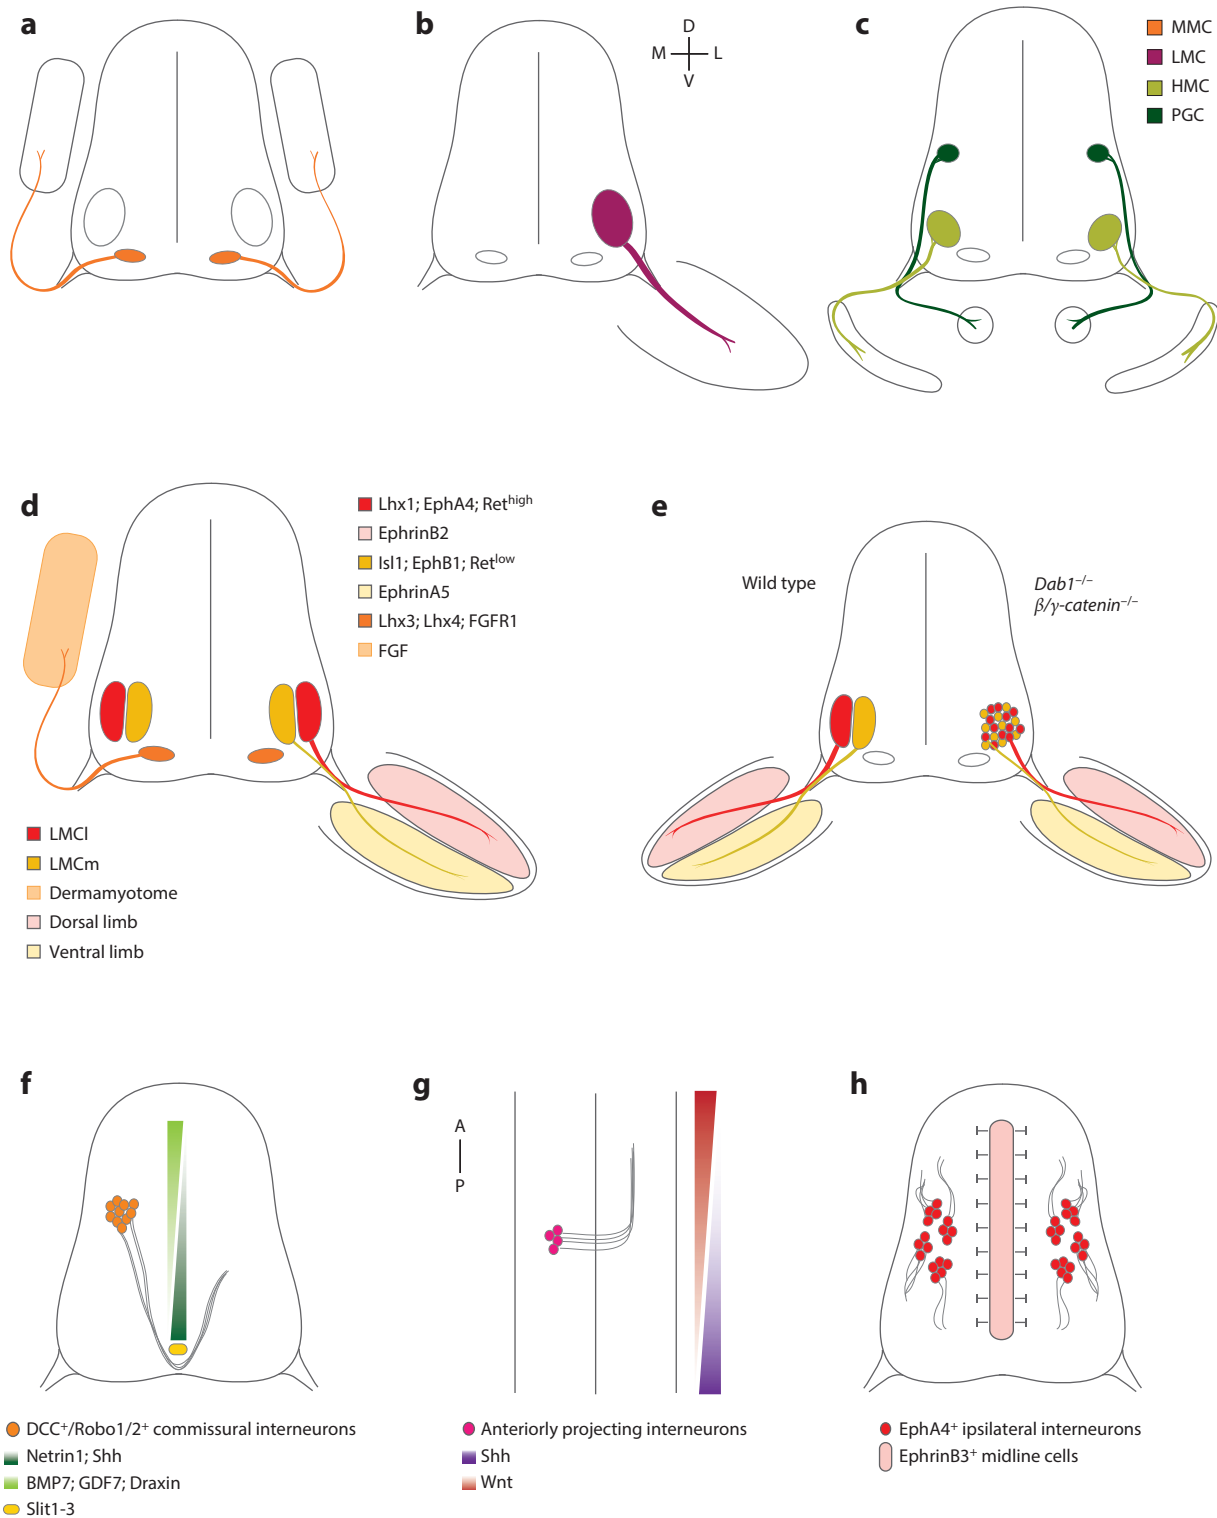 a
b
D
M L
V
c
MMC
LMC
HMC
PGC
d
Lhx1; EphA4; Ret^high
EphrinB2
Isl1; EphB1; Ret^low
EphrinA5
Lhx3; Lhx4; FGFR1
FGF
LMCl
LMCm
Dermamyotome
Dorsal limb
Ventral limb
e
Wild type
Dab1^–/–
β/γ-catenin^–/–
f
DCC⁺/Robo1/2⁺ commissural interneurons
Netrin1; Shh
BMP7; GDF7; Draxin
Slit1-3
g
A
P
Anteriorly projecting interneurons
Shh
Wnt
h
EphA4⁺ ipsilateral interneurons
EphrinB3⁺ midline cells